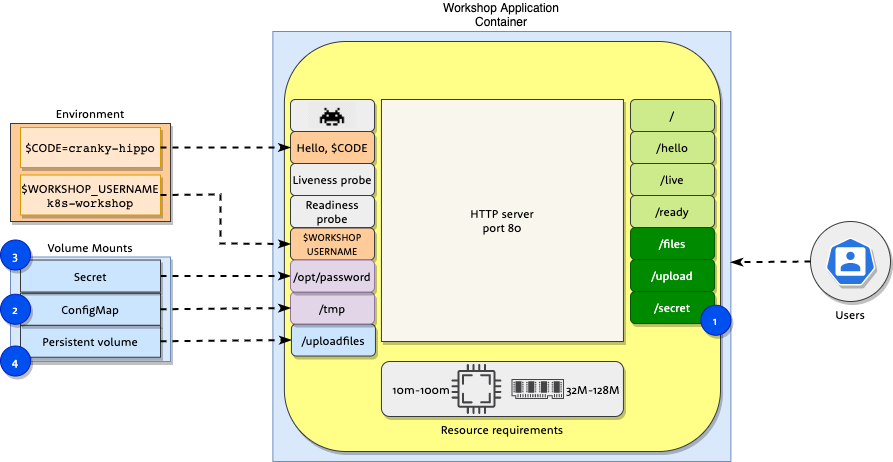 Workshop Application
Container
Environment
$CODE=cranky-hippo
$WORKSHOP_USERNAME
k8s-workshop
Volume Mounts
3
Secret
2
ConfigMap
Persistent volume
4
Hello, $CODE
Liveness probe
Readiness
probe
$WORKSHOP
USERNAME
/opt/password
/tmp
/uploadfiles
HTTP server
port 80
/
/hello
/live
/ready
/files
/upload
/secret
1
Users
10m-100m
32M-128M
Resource requirements